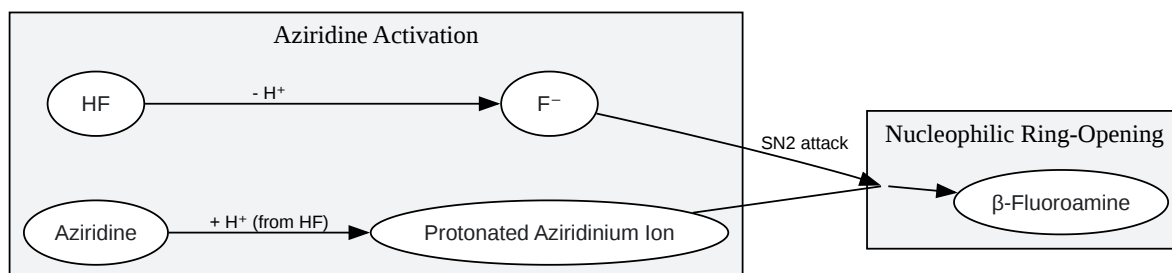 Aziridine Activation
HF
- H⁺
F⁻
SN2 attack
Aziridine
+ H⁺ (from HF)
Protonated Aziridinium Ion
Nucleophilic Ring-Opening
β-Fluoroamine